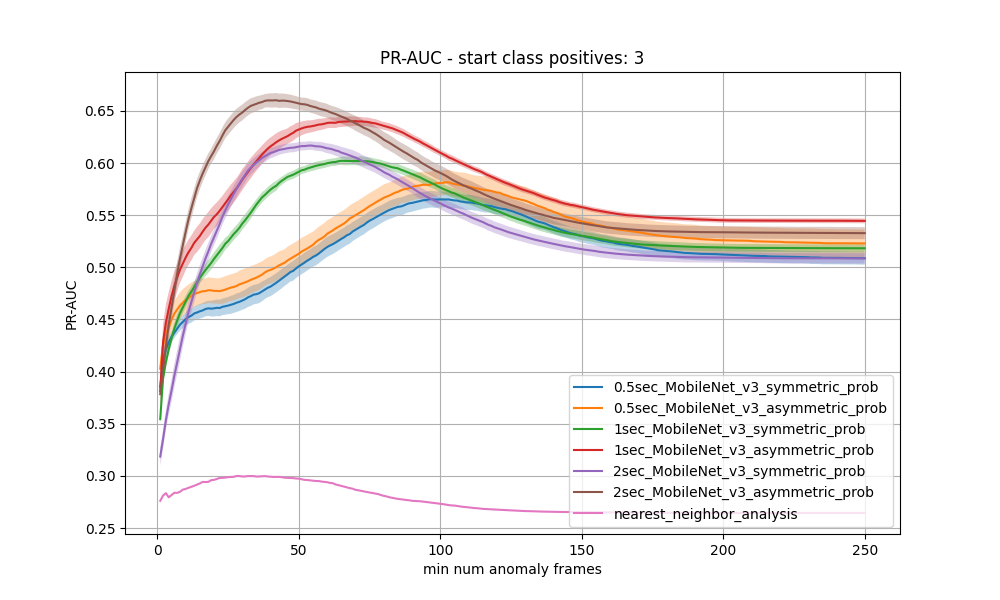 PR-AUC - start class positives: 3
PR-AUC
0.65
0.60
0.55
0.50
0.45
0.40
0.35
0.30
0.25
0.5sec_MobileNet_v3_symmetric_prob
0.5sec_MobileNet_v3_asymmetric_prob
1sec_MobileNet_v3_symmetric_prob
1sec_MobileNet_v3_asymmetric_prob
2sec_MobileNet_v3_symmetric_prob
2sec_MobileNet_v3_asymmetric_prob
nearest_neighbor_analysis
0 50 100 150 200 250
min num anomaly frames